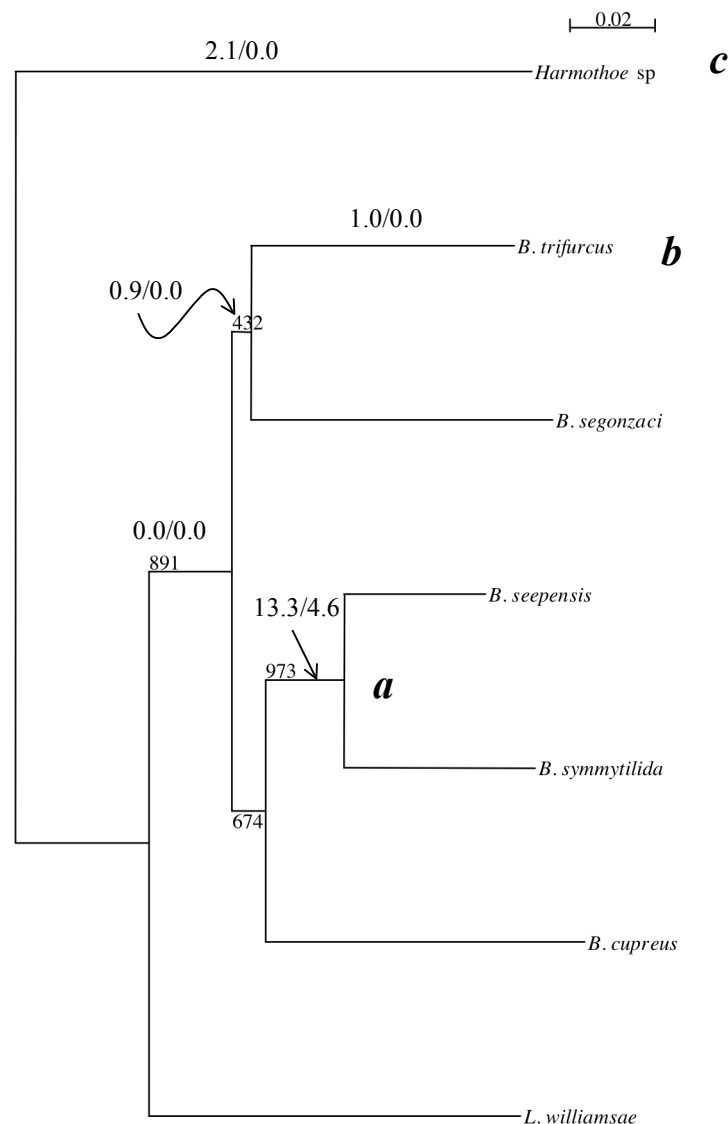 0.02
2.1/0.0
Harmothoe sp
c
1.0/0.0
B. trifurcus
b
0.9/0.0
432
B. segonzaci
0.0/0.0
891
B. seepensis
13.3/4.6
973
a
B. symmytilida
674
B. cupreus
L. williamsae